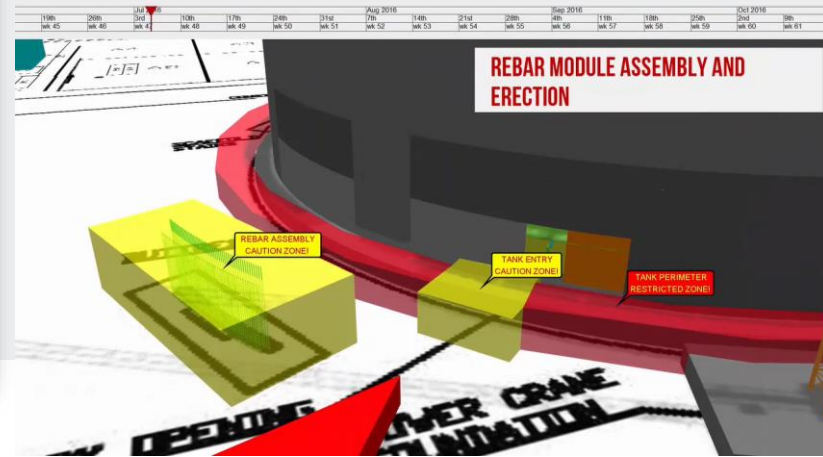 Aug 2016 Sep 2016 Oct 2016
19th 26th 3rd 10th 17th 24th 31st 7th 14th 21st 28th 4th 11th 18th 25th 2nd 9th
wk 45 wk 46 wk 47 wk 48 wk 49 wk 50 wk 51 wk 52 wk 53 wk 54 wk 55 wk 56 wk 57 wk 58 wk 59 wk 60 wk 61
REBAR MODULE ASSEMBLY AND
ERECTION
REBAR ASSEMBLY
CAUTION ZONE!
TANK ENTRY
CAUTION ZONE!
TANK PERIMETER
RESTRICTED ZONE!
OPENING
CRANE